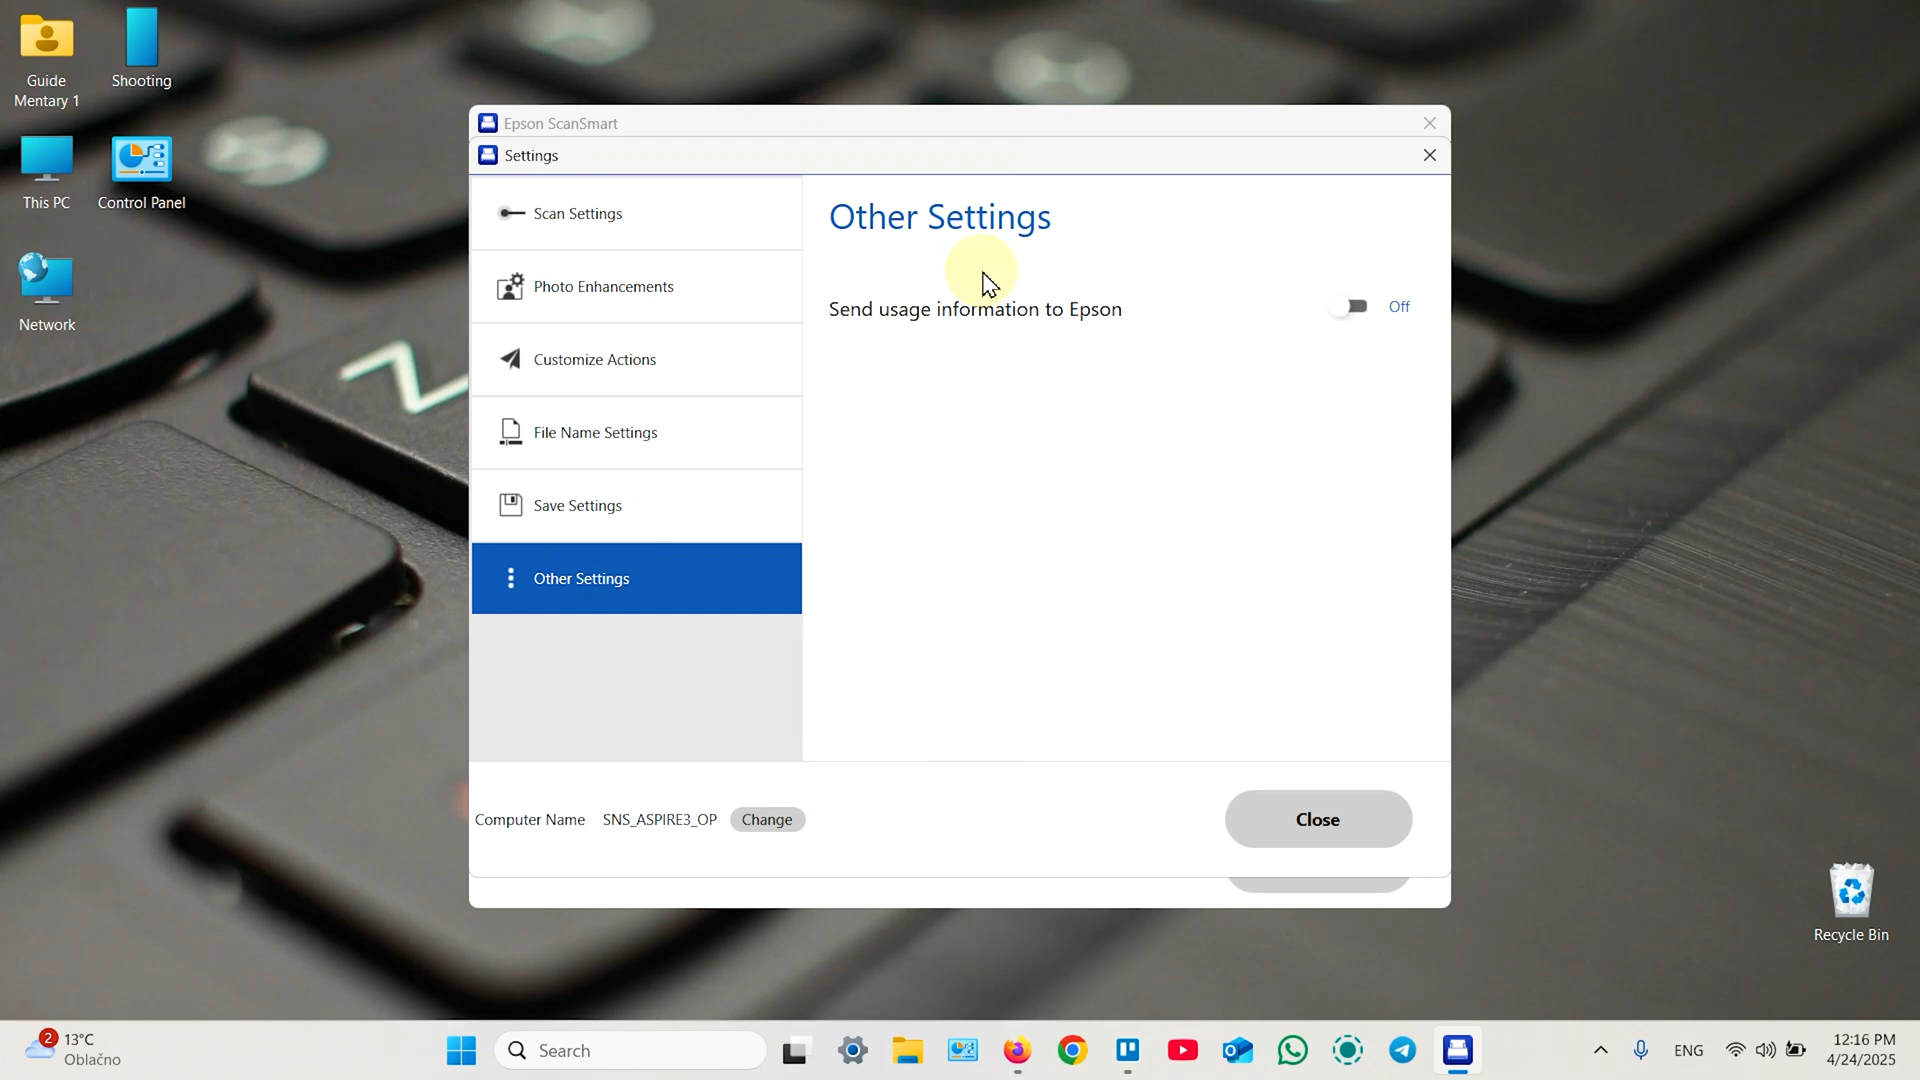 Guide
Mentary 1
Shooting
This PC
Control Panel
Network
Epson ScanSmart
Settings
Scan Settings
Photo Enhancements
Customize Actions
File Name Settings
Save Settings
Other Settings
Other Settings
Send usage information to Epson
Off
Computer Name SNS_ASPIRE3_OP Change
Close
Recycle Bin
2
13°C
Oblačno
Search
ENG
12:16 PM
4/24/2025
Z